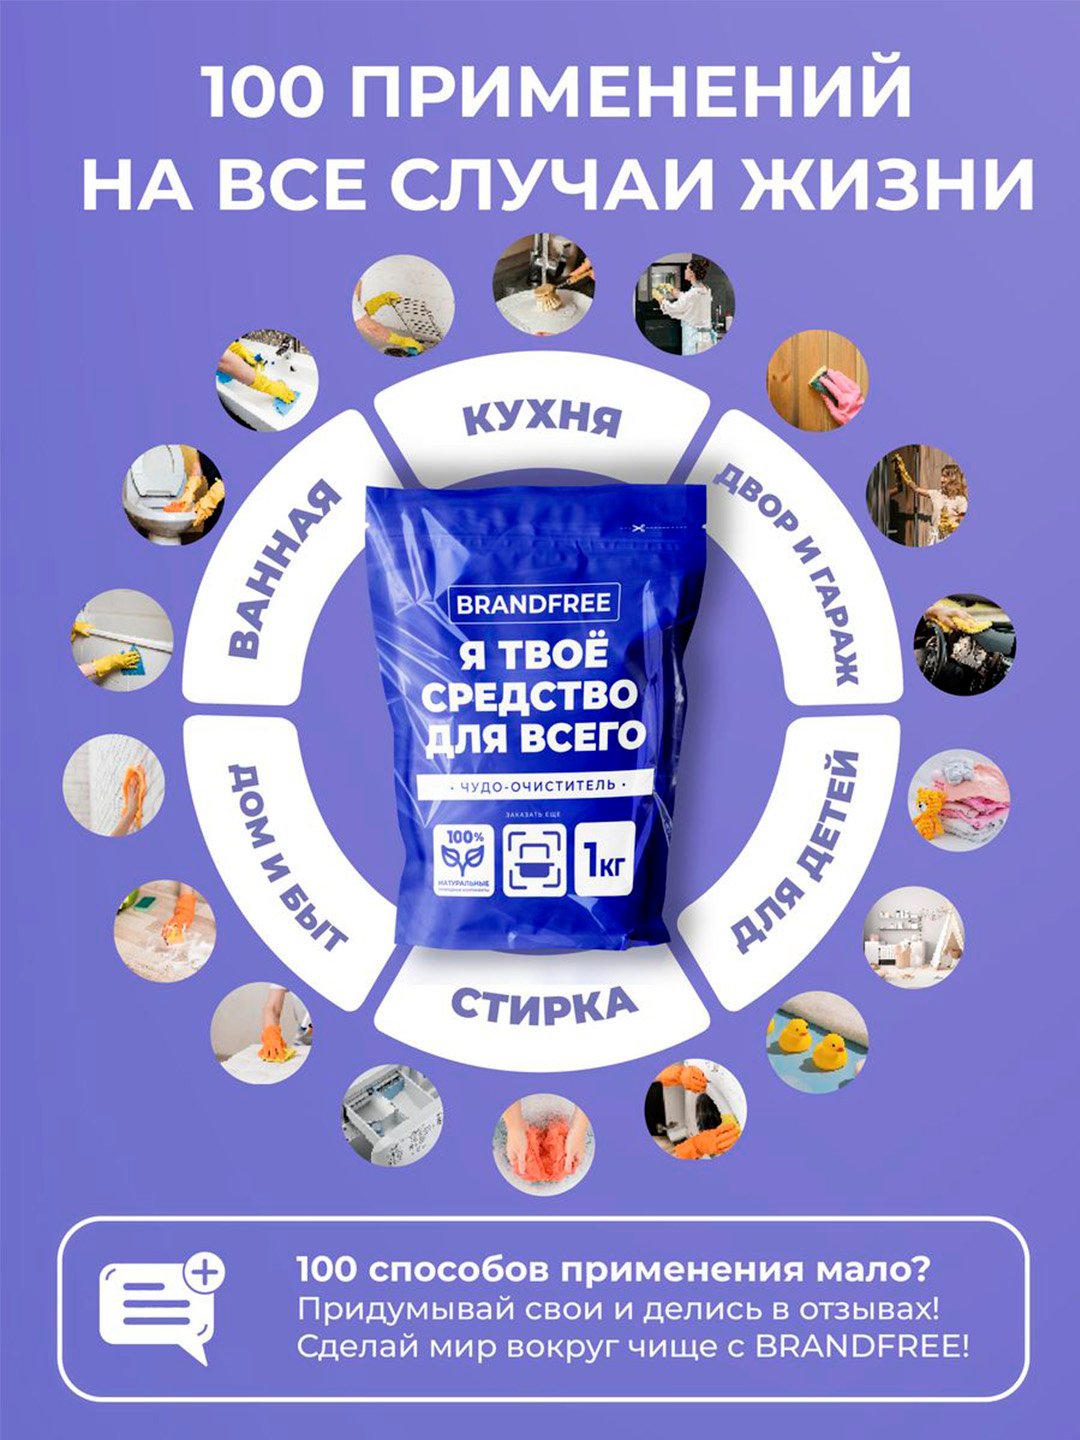 100 ПРИМЕНЕНИЙ
НА ВСЕ СЛУЧАИ ЖИЗНИ
КУХНЯ
ДВОР И ГАРАЖ
ВАННАЯ
BRANDFREE
Я ТВОЁ
СРЕДСТВО
ДЛЯ ВСЕГО
• ЧУДО-ОЧИСТИТЕЛЬ •
ЗАКАЗАТЬ ЕЩЕ
100%
НАТУРАЛЬНЫЕ
1 КГ
ДОМ И БЫТ
ДЛЯ ДЕТЕЙ
СТИРКА
100 способов применения мало?
Придумывай свои и делись в отзывах!
Сделай мир вокруг чище с BRANDFREE!